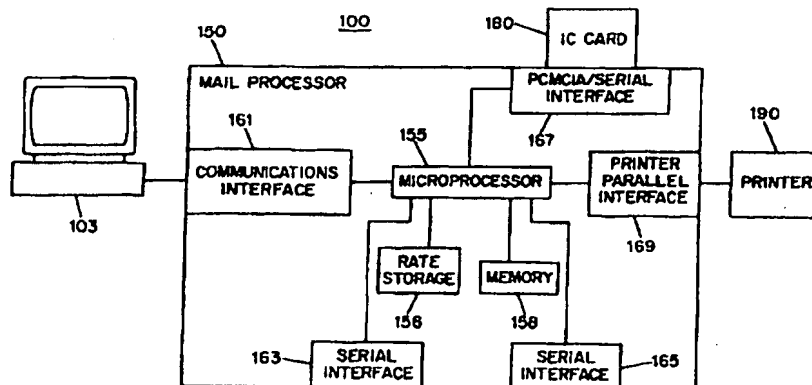 100
180
IC CARD
150
MAIL PROCESSOR
PCMCIA/SERIAL
INTERFACE
167
190
161
155
COMMUNICATIONS
INTERFACE
MICROPROCESSOR
PRINTER
PARALLEL
INTERFACE
PRINTER
103
169
RATE
STORAGE
MEMORY
156
158
163
SERIAL
INTERFACE
SERIAL
INTERFACE
165